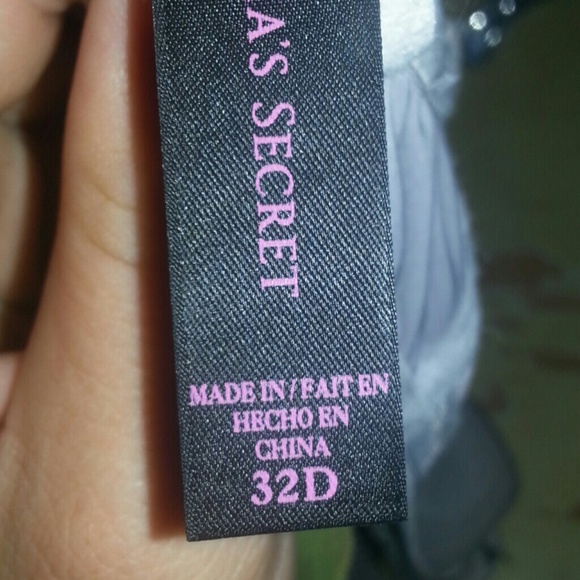 A'S SECRET
MADE IN / FAIT EN
HECHO EN
CHINA
32D